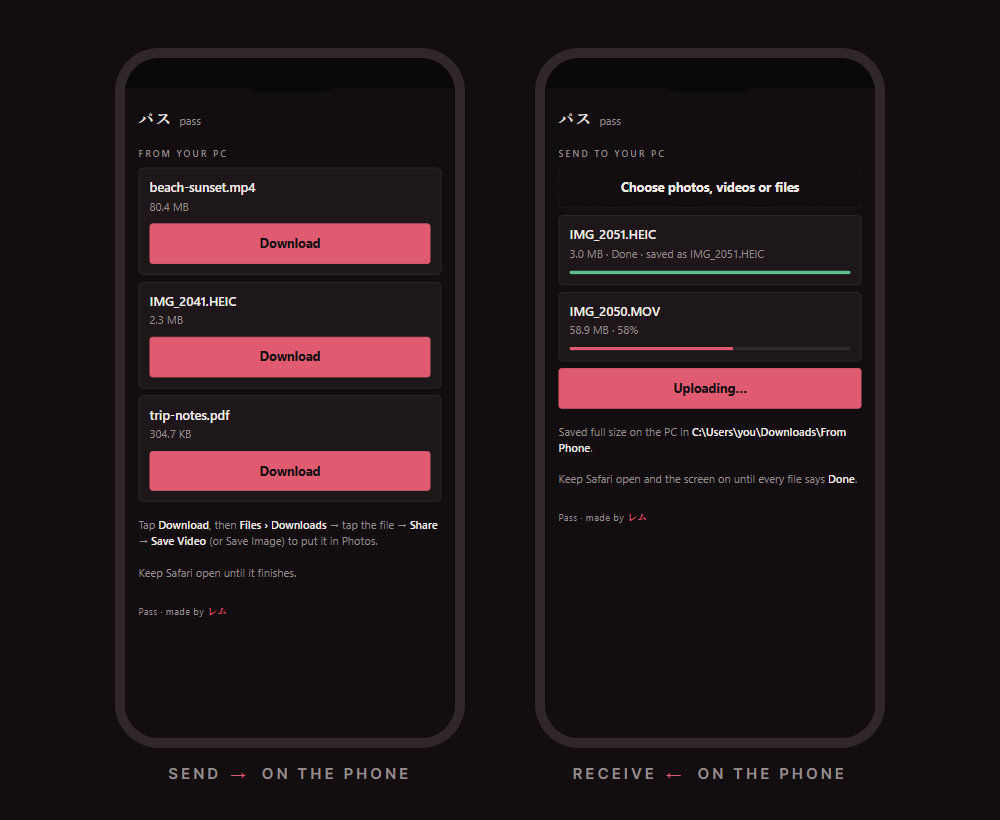 パス pass
FROM YOUR PC
beach-sunset.mp4
80.4 MB
Download
IMG_2041.HEIC
2.3 MB
Download
trip-notes.pdf
304.7 KB
Download
Tap Download, then Files › Downloads → tap the file → Share
→ Save Video (or Save Image) to put it in Photos.
Keep Safari open until it finishes.
Pass · made by レム
SEND → ON THE PHONE
パス pass
SEND TO YOUR PC
Choose photos, videos or files
IMG_2051.HEIC
3.0 MB · Done · saved as IMG_2051.HEIC
IMG_2050.MOV
58.9 MB · 58%
Uploading...
Saved full size on the PC in C:\Users\you\Downloads\From
Phone.
Keep Safari open and the screen on until every file says Done.
Pass · made by レム
RECEIVE ← ON THE PHONE